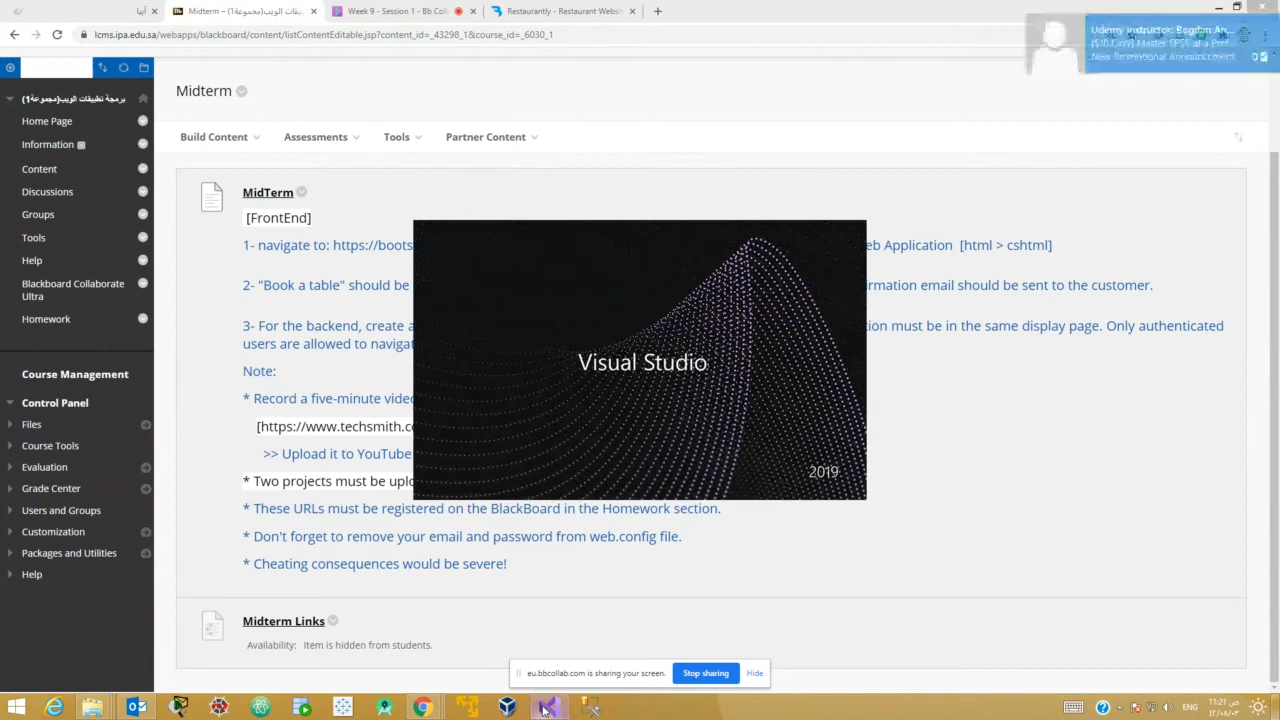 آبيا
Midterm – تطبيقات الويب(مجموعة1)
Week 9 - Session 1 - Bb Col
Restaurantly - Restaurant Websit
lcms.ipa.edu.sa/webapps/blackboard/content/listContentEditable.jsp?content_id=_43298_1&course_id=_6030_1
Udemy Instructor: Bogdan An...
New Promotional Announcement
برمجة تطبيقات الويب(مجموعة1)
Home Page
Information
Content
Discussions
Groups
Tools
Help
Blackboard Collaborate
Ultra
Homework
Course Management
Control Panel
Files
Course Tools
Evaluation
Grade Center
Users and Groups
Customization
Packages and Utilities
Help
Midterm
Build Content
Assessments
Tools
Partner Content
MidTerm
[FrontEnd]
1- navigate to: https://boots eb Application [html > cshtml]
2- "Book a table" should be rmation email should be sent to the customer.
3- For the backend, create a ion must be in the same display page. Only authenticated
users are allowed to navigat
Note:
* Record a five-minute video
[https://www.techsmith.co
>> Upload it to YouTube
* Two projects must be uplo
* These URLs must be registered on the BlackBoard in the Homework section.
* Don't forget to remove your email and password from web.config file.
* Cheating consequences would be severe!
Visual Studio
2019
Midterm Links
Availability: Item is hidden from students.
eu.bbcollab.com is sharing your screen.
Stop sharing
Hide
ENG
11:21 ص
٤٢/٠٨/٠٣